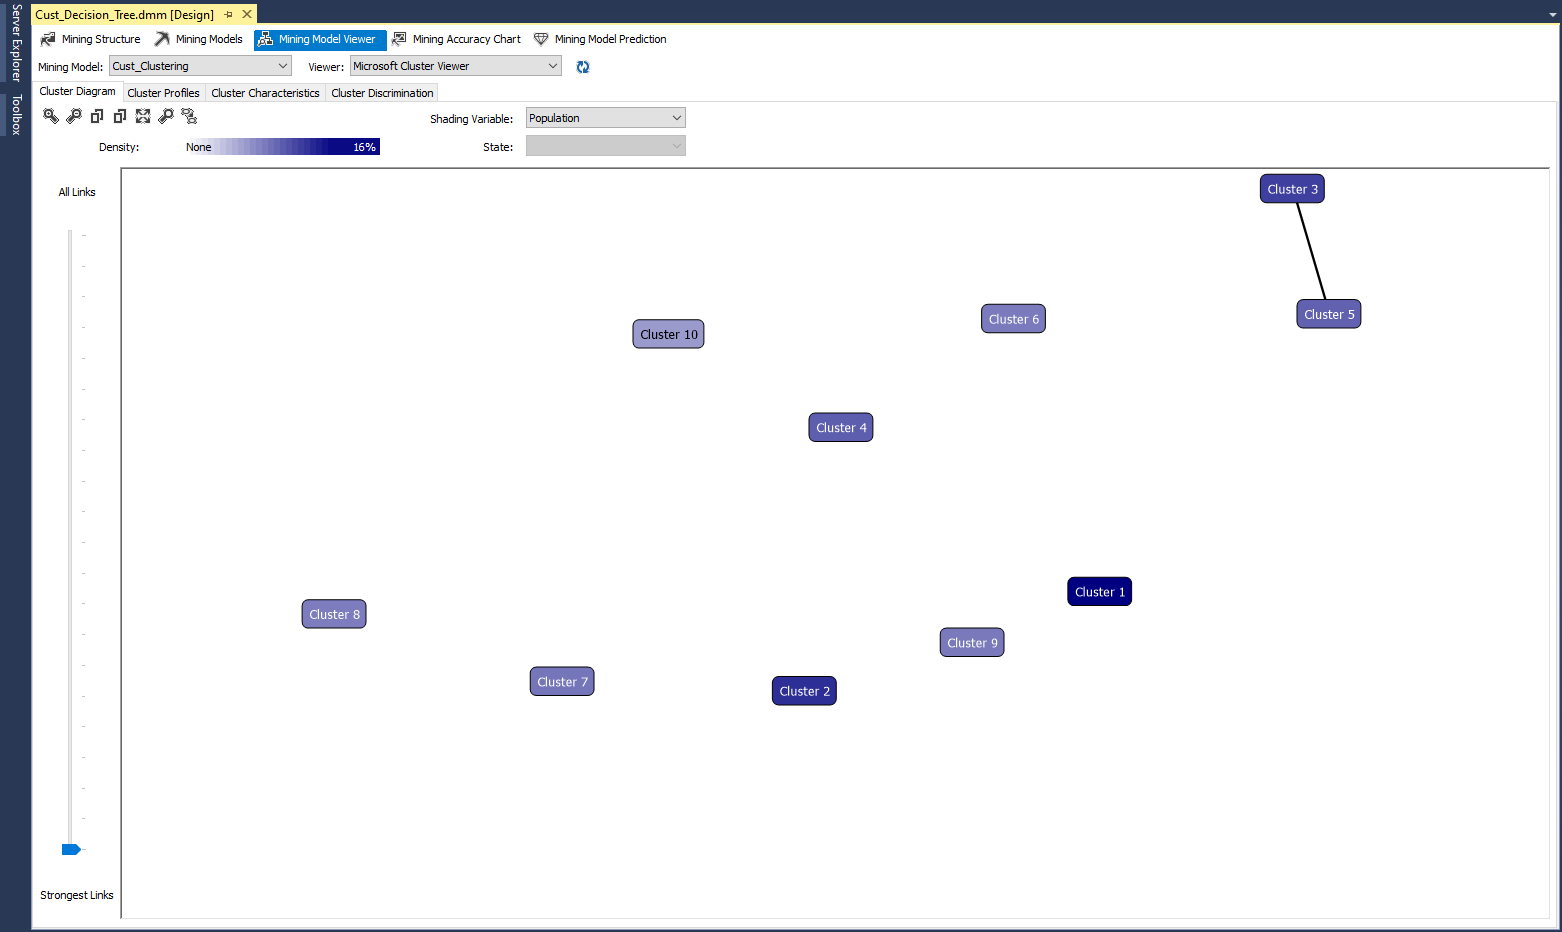 Server Explorer
Toolbox
Cust_Decision_Tree.dmm [Design]
Mining Structure Mining Models Mining Model Viewer Mining Accuracy Chart Mining Model Prediction
Mining Model: Cust_Clustering Viewer: Microsoft Cluster Viewer
Cluster Diagram Cluster Profiles Cluster Characteristics Cluster Discrimination
Shading Variable: Population
Density: None 16% State:
All Links
Cluster 3
Cluster 5
Cluster 6
Cluster 10
Cluster 4
Cluster 1
Cluster 8
Cluster 9
Cluster 7
Cluster 2
Strongest Links